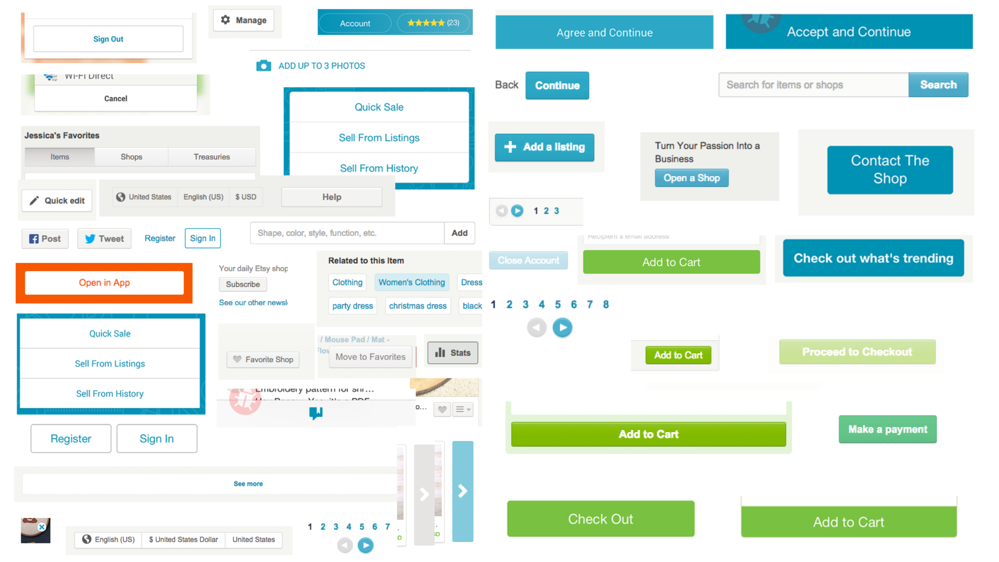 Sign Out
Manage
Account
(23)
ADD UP TO 3 PHOTOS
Wi-Fi Direct
Cancel
Quick Sale
Sell From Listings
Sell From History
Jessica's Favorites
Items
Shops
Treasuries
Quick edit
United States
English (US)
$ USD
Help
Post
Tweet
Register
Sign In
Shape, color, style, function, etc.
Add
Open in App
Your daily Etsy shop
Subscribe
See our other newsl
Related to this Item
Clothing
Women's Clothing
Dress
party dress
christmas dress
black
Quick Sale
Sell From Listings
Sell From History
Favorite Shop
/ Mouse Pad / Mat -
Flow
Move to Favorites
Stats
Embroidery pattern for shr...
o...
Register
Sign In
See more
English (US)
$ United States Dollar
United States
1 2 3 4 5 6 7
D
D
Agree and Continue
Accept and Continue
Back
Continue
Search for items or shops
Search
Add a listing
Turn Your Passion Into a
Business
Open a Shop
Contact The
Shop
1 2 3
Close Account
Recipient's email address
Add to Cart
Check out what's trending
1 2 3 4 5 6 7 8
Add to Cart
Proceed to Checkout
Add to Cart
Make a payment
Check Out
Add to Cart